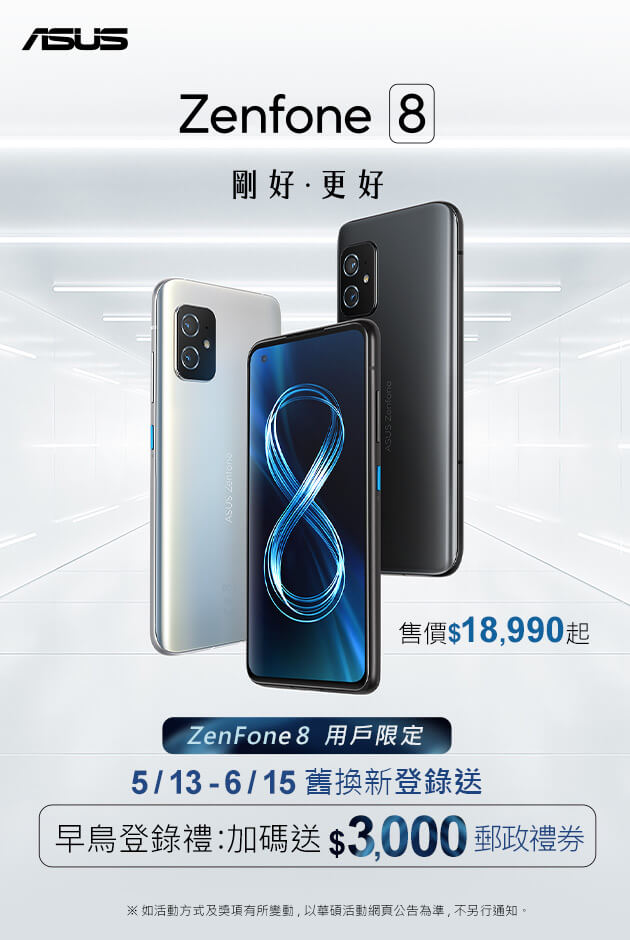 ASUS
Zenfone 8
剛好·更好
ASUS Zenfone
ASUS Zenfone
售價$18,990起
ZenFone8 用戶限定
5/13-6/15 舊換新登錄送
早鳥登錄禮:加碼送 $3,000 郵政禮券
※ 如活動方式及獎項有所變動,以華碩活動網頁公告為準,不另行通知。